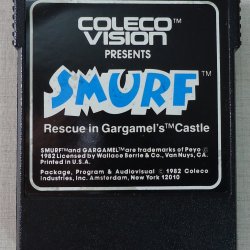 COLECO™
VISION
PRESENTS
SMURF™
Rescue in Gargamel's™Castle
SMURF™and GARGAMEL™are trademarks of Peyo ©
1982 Licensed by Wallace Berrie & Co., Van Nuys, CA.
Printed in U.S.A.
Package, Program & Audiovisual © 1982 Coleco
Industries, Inc. Amsterdam, New York 12010